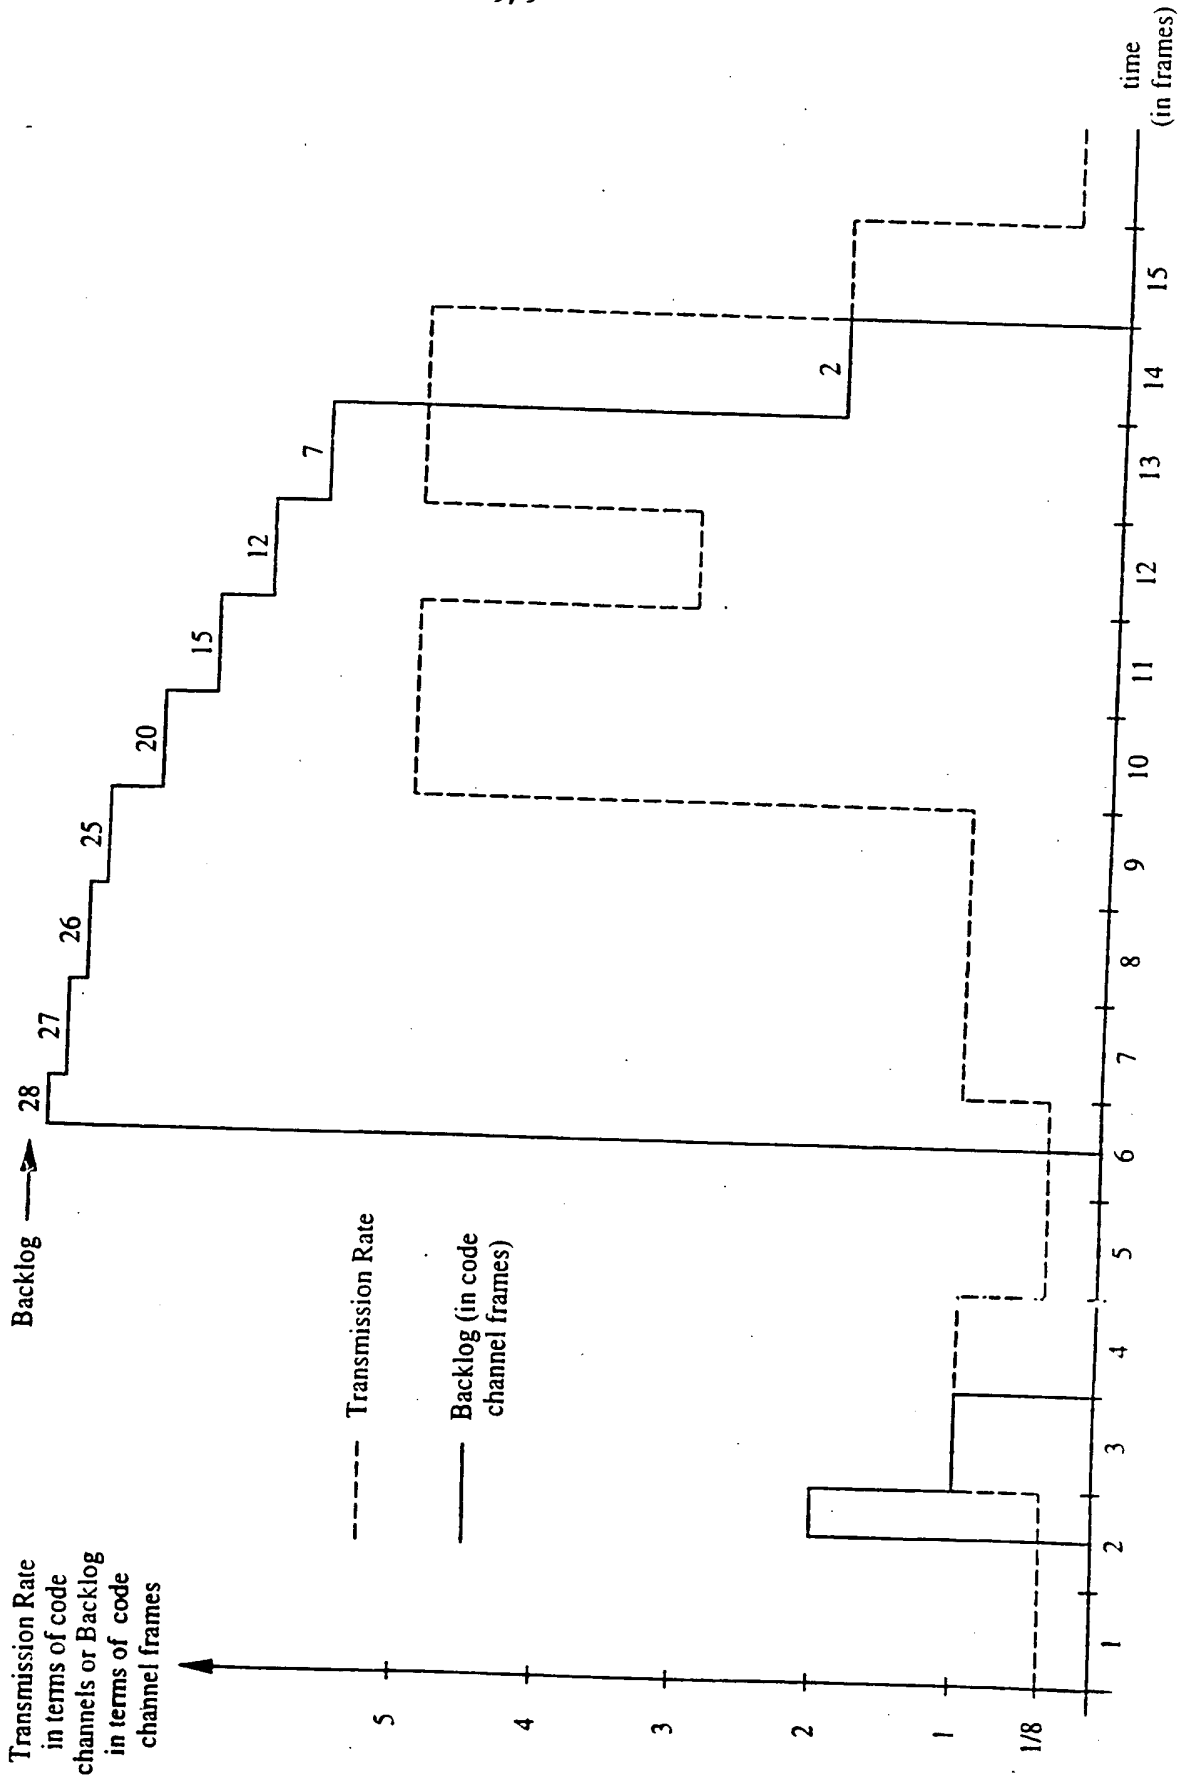 Transmission Rate
in terms of code
channels or Backlog
in terms of code
channel frames
Backlog
28
27
26
25
20
15
12
7
2
Transmission Rate
Backlog (in code
channel frames)
5
4
3
2
1
1/8
1
2
3
4
5
6
7
8
9
10
11
12
13
14
15
time
(in frames)